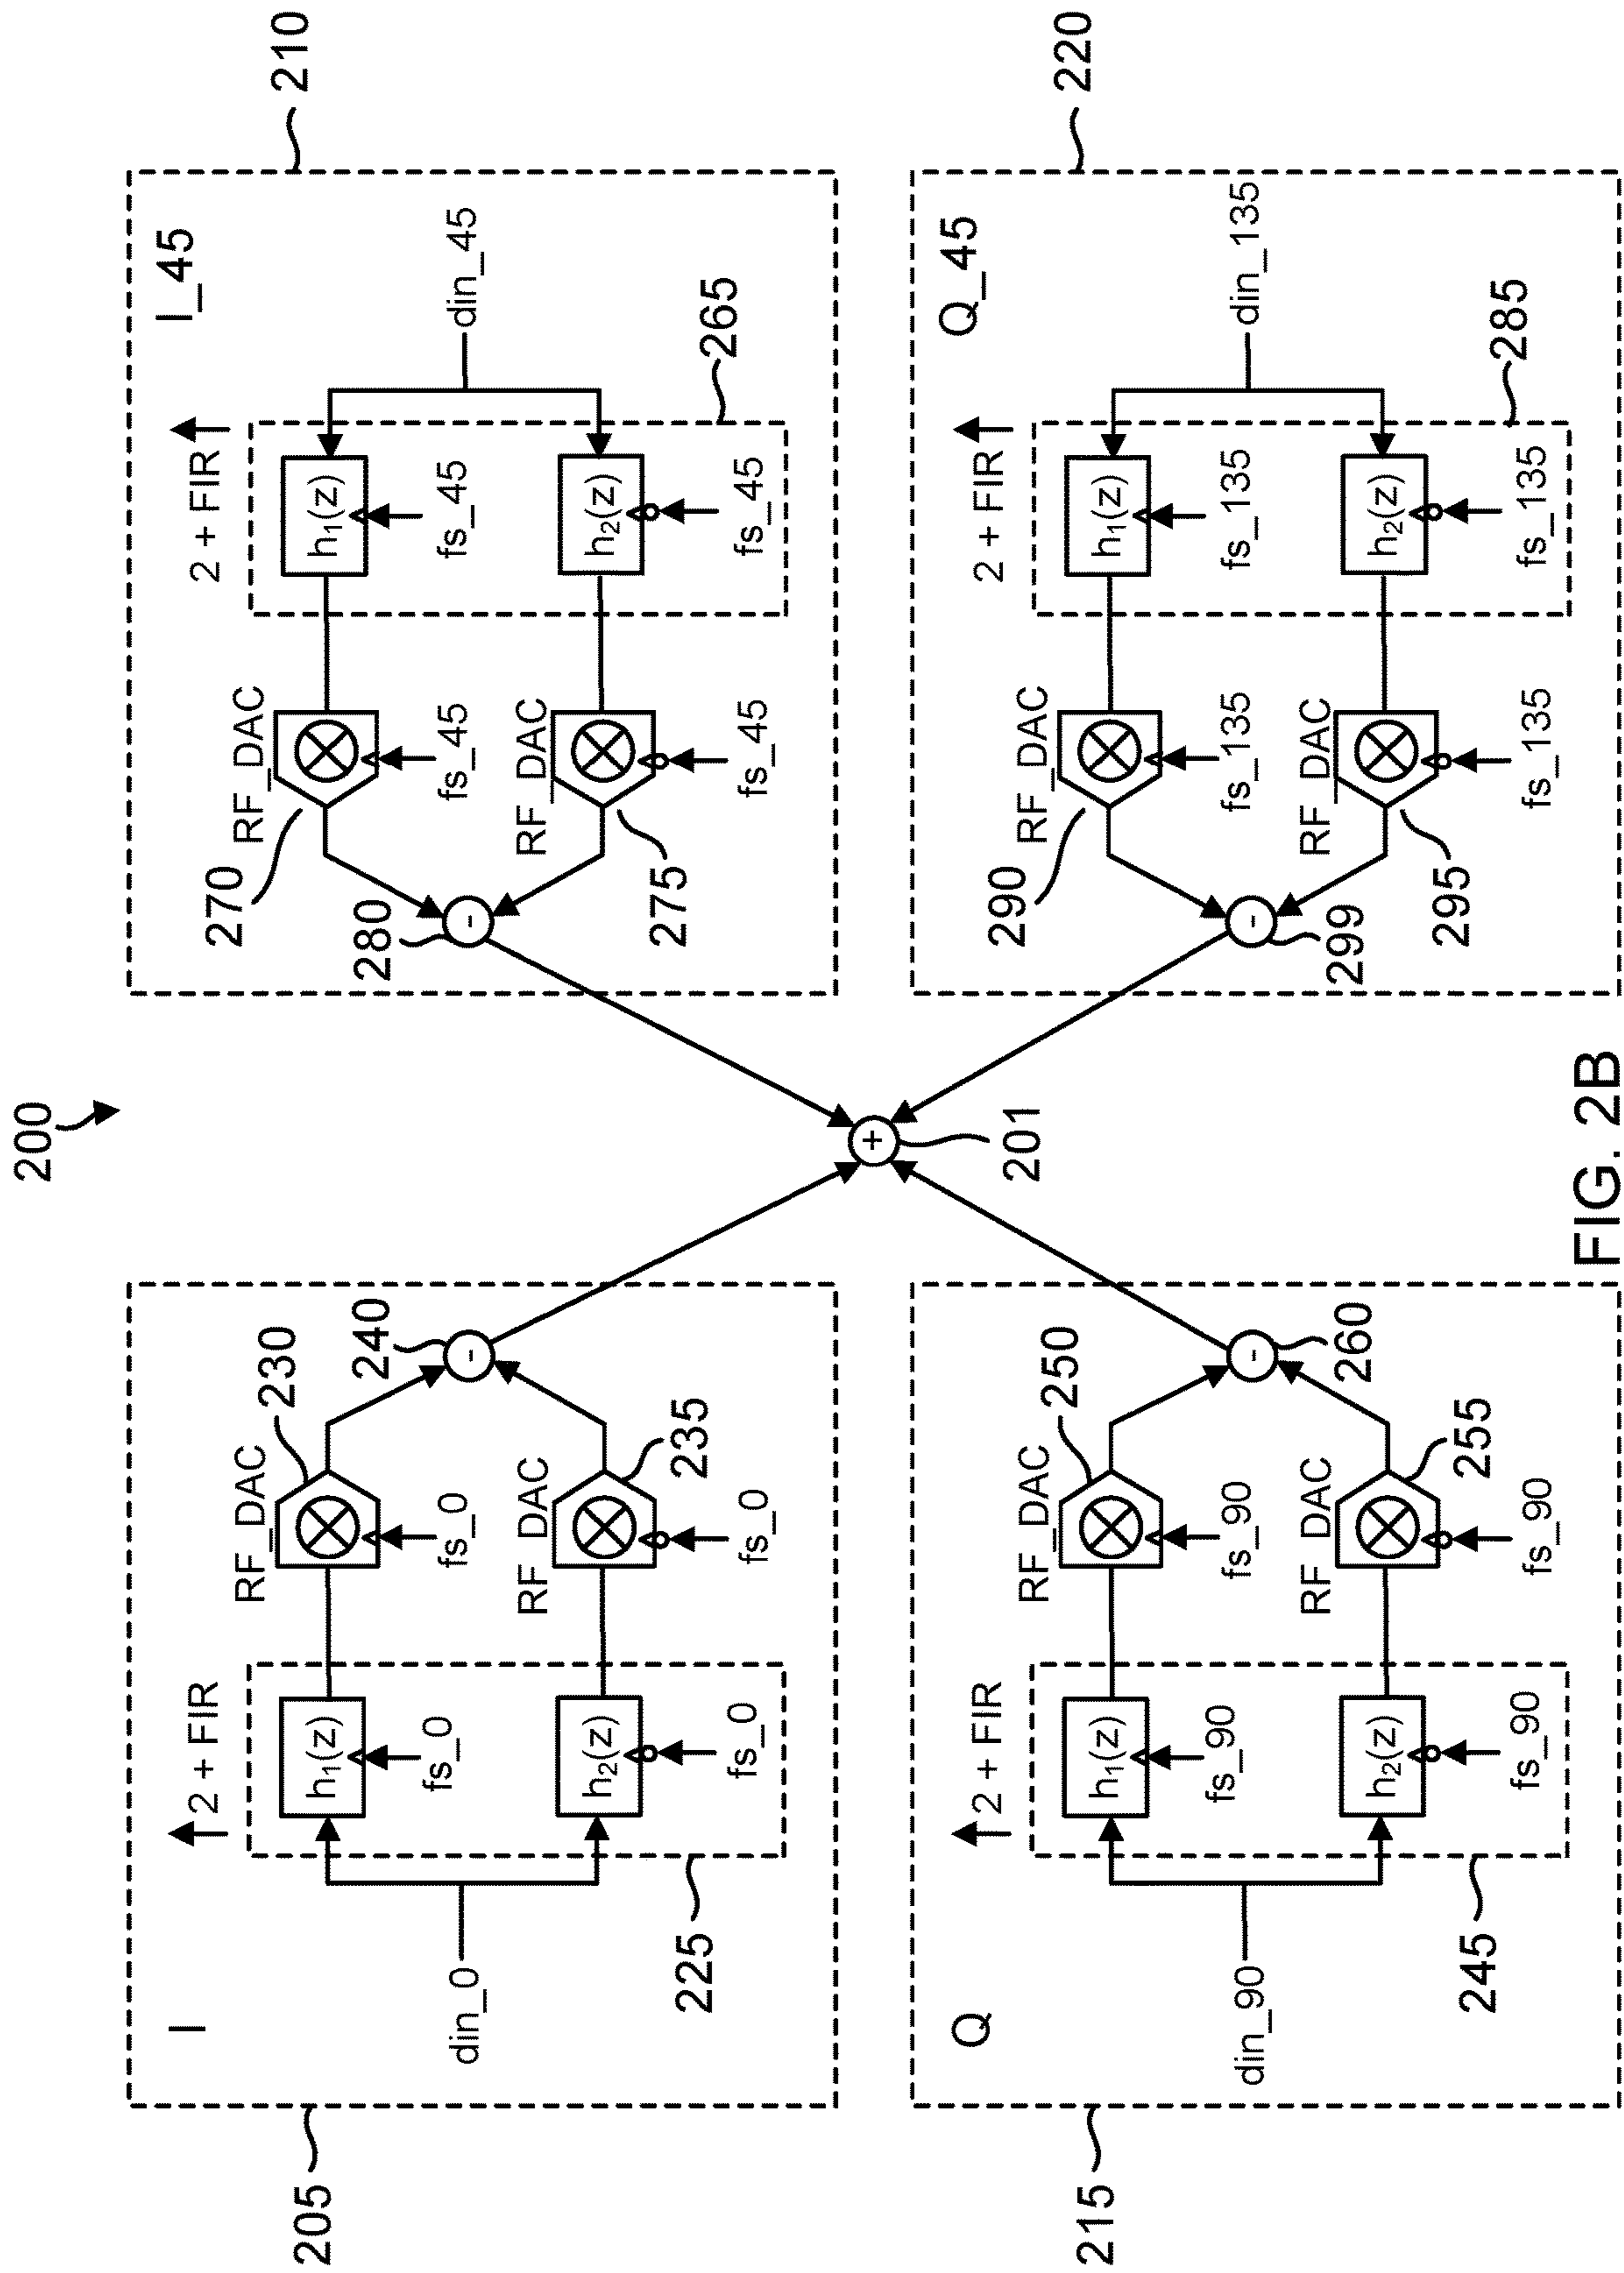 200
205
I
↑2 + FIR
h₁(z)
fs_0
h₂(z)
fs_0
din_0
225
RF_DAC
230
fs_0
RF_DAC
235
fs_0
240
-
210
I_45
2 + FIR ↑
h₁(z)
fs_45
h₂(z)
fs_45
din_45
265
RF_DAC
270
fs_45
RF_DAC
275
fs_45
280
-
+
201
215
Q
↑2 + FIR
h₁(z)
fs_90
h₂(z)
fs_90
din_90
245
RF_DAC
250
fs_90
RF_DAC
255
fs_90
260
-
220
Q_45
2 + FIR ↑
h₁(z)
fs_135
h₂(z)
fs_135
din_135
285
RF_DAC
290
fs_135
RF_DAC
295
fs_135
299
-
FIG. 2B